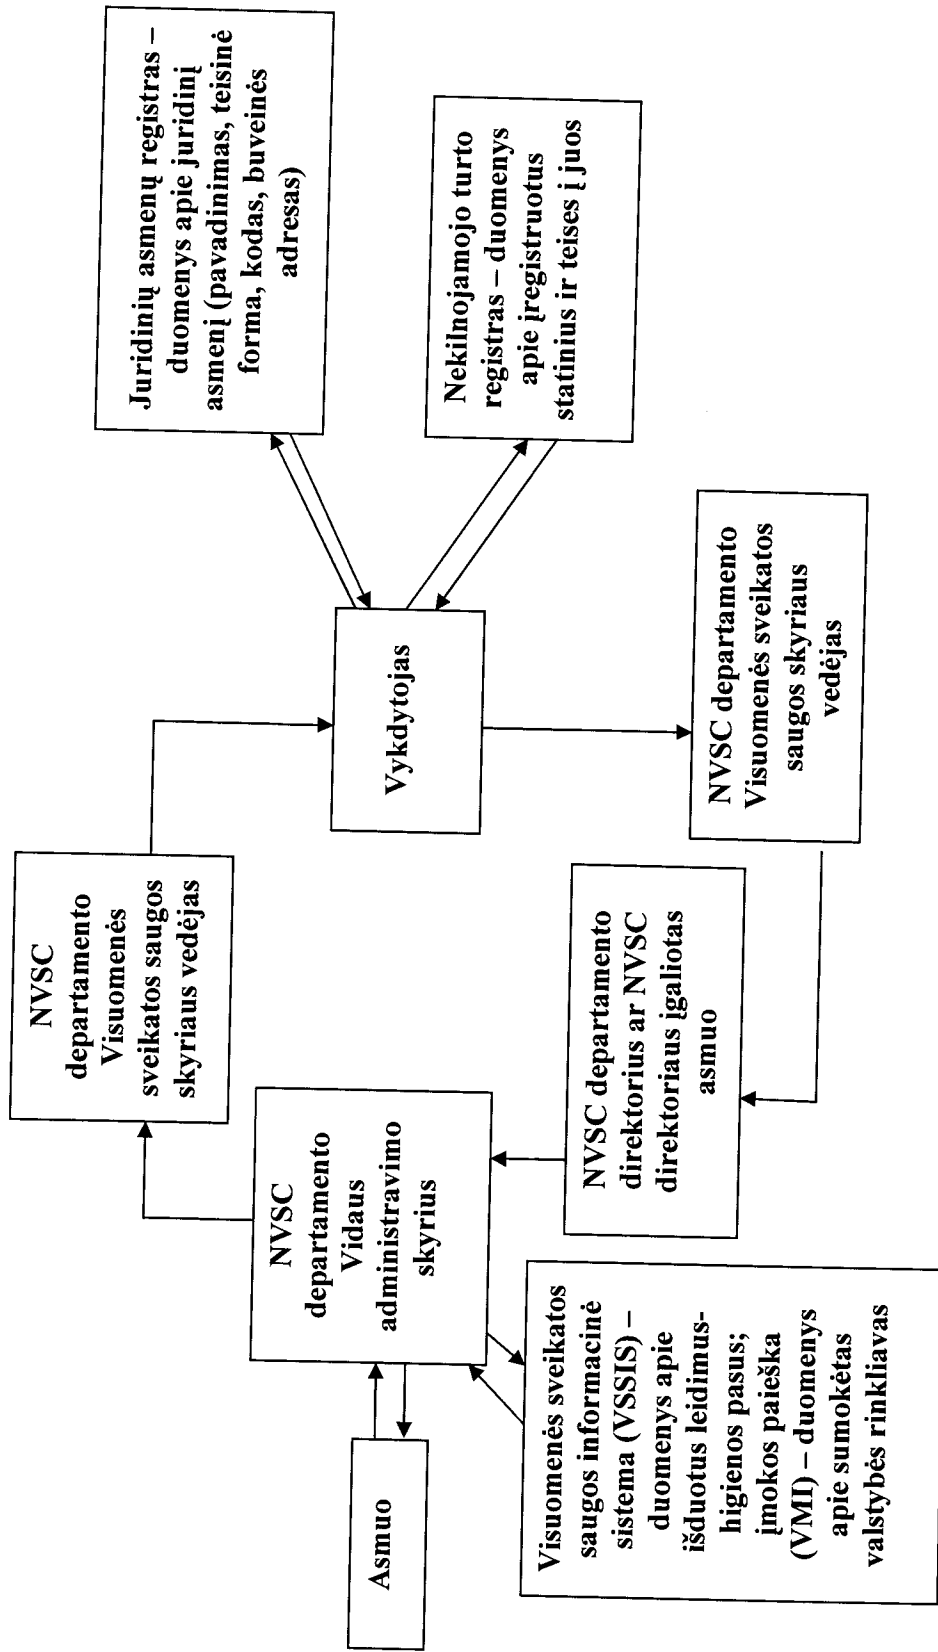 Asmuo
NVSC
departamento
Vidaus
administravimo
skyrius
Visuomenės sveikatos
saugos informacinė
sistema (VSSIS) –
duomenys apie
išduotus leidimus-
higienos pasus;
įmokos paieška
(VMI) – duomenys
apie sumokėtas
valstybės rinkliavas
NVSC
departamento
Visuomenės
sveikatos saugos
skyriaus vedėjas
Vykdytojas
Juridinių asmenų registras –
duomenys apie juridinį
asmenį (pavadinimas, teisinė
forma, kodas, buveinės
adresas)
Nekilnojamojo turto
registras – duomenys
apie įregistruotus
statinius ir teises į juos
NVSC departamento
Visuomenės sveikatos
saugos skyriaus
vedėjas
NVSC departamento
direktorius ar NVSC
direktoriaus įgaliotas
asmuo